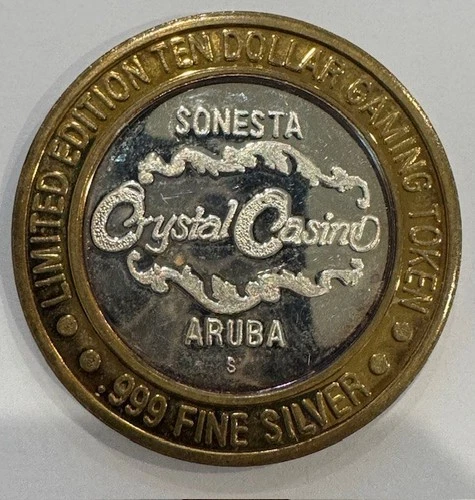 LIMITED EDITION TEN DOLLAR GAMING TOKEN
SONESTA
Crystal Casino
ARUBA
S
.999 FINE SILVER